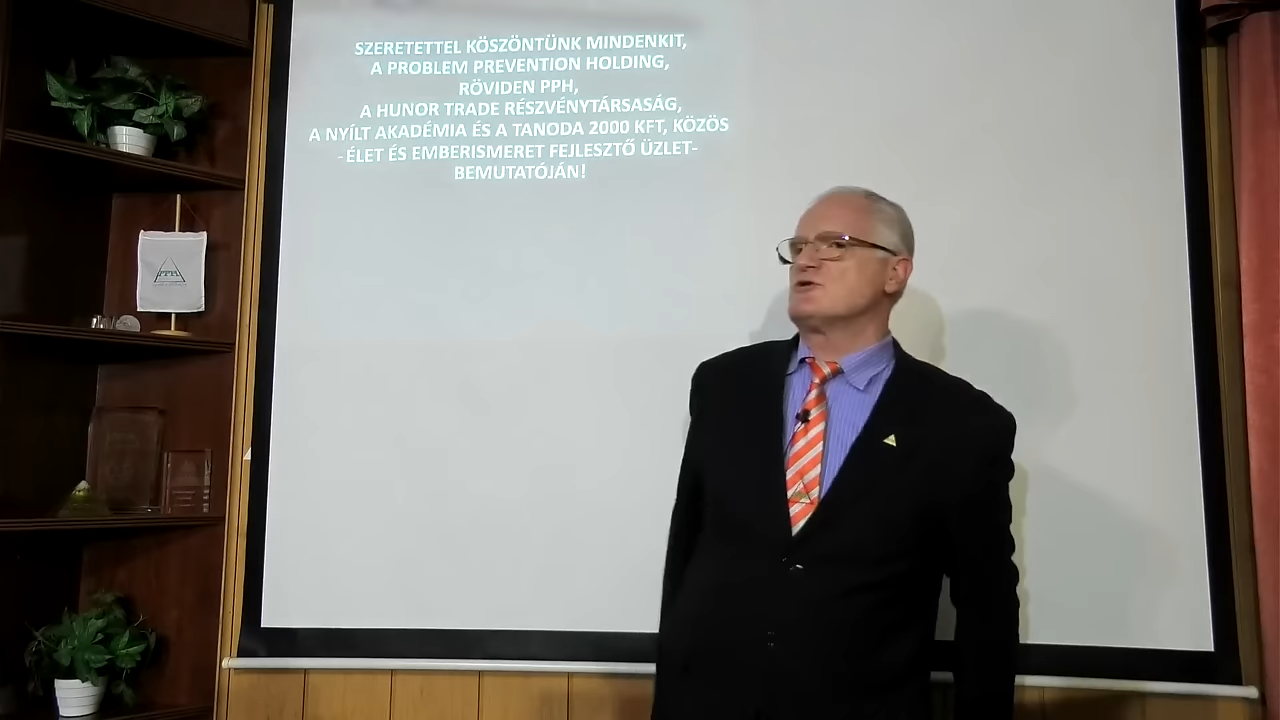 SZERETETTEL KÖSZÖNTÜNK MINDENKIT,
A PROBLEM PREVENTION HOLDING,
RÖVIDEN PPH,
A HUNOR TRADE RÉSZVÉNYTÁRSASÁG,
A NYÍLT AKADÉMIA ÉS A TANODA 2000 KFT, KÖZÖS
-ÉLET ÉS EMBERISMERET FEJLESZTŐ ÜZLET-
BEMUTATÓJÁN!
PPH